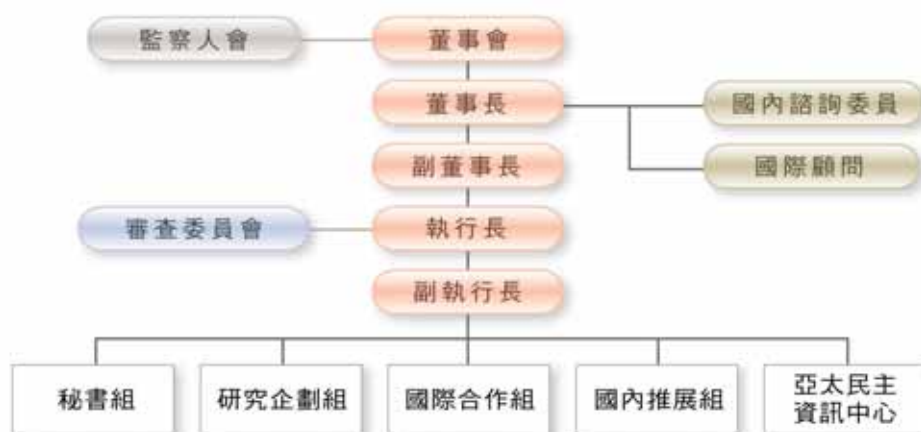 監察人會
董事會
董事長
國內諮詢委員
國際顧問
副董事長
審查委員會
執行長
副執行長
秘書組
研究企劃組
國際合作組
國內推展組
亞太民主
資訊中心